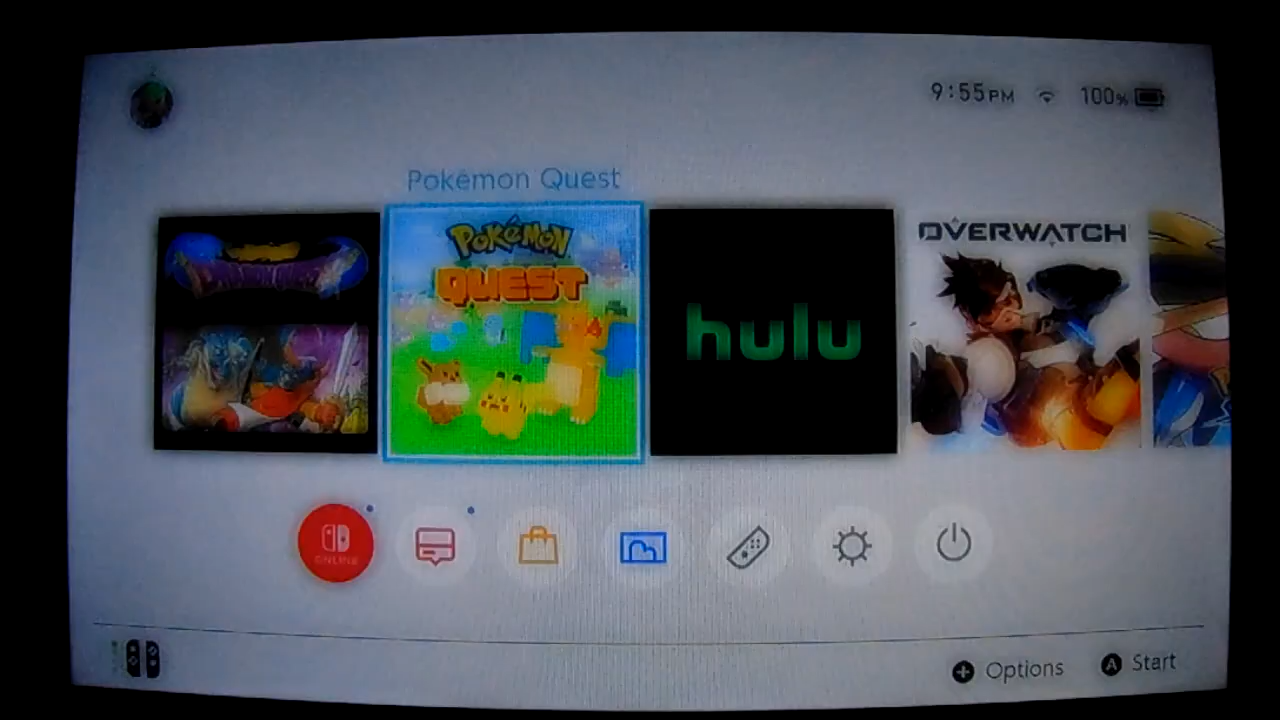 9:55PM 100%
Pokémon Quest
POKéMON
QUEST
hulu
OVERWATCH
ONLINE
+ Options
A Start